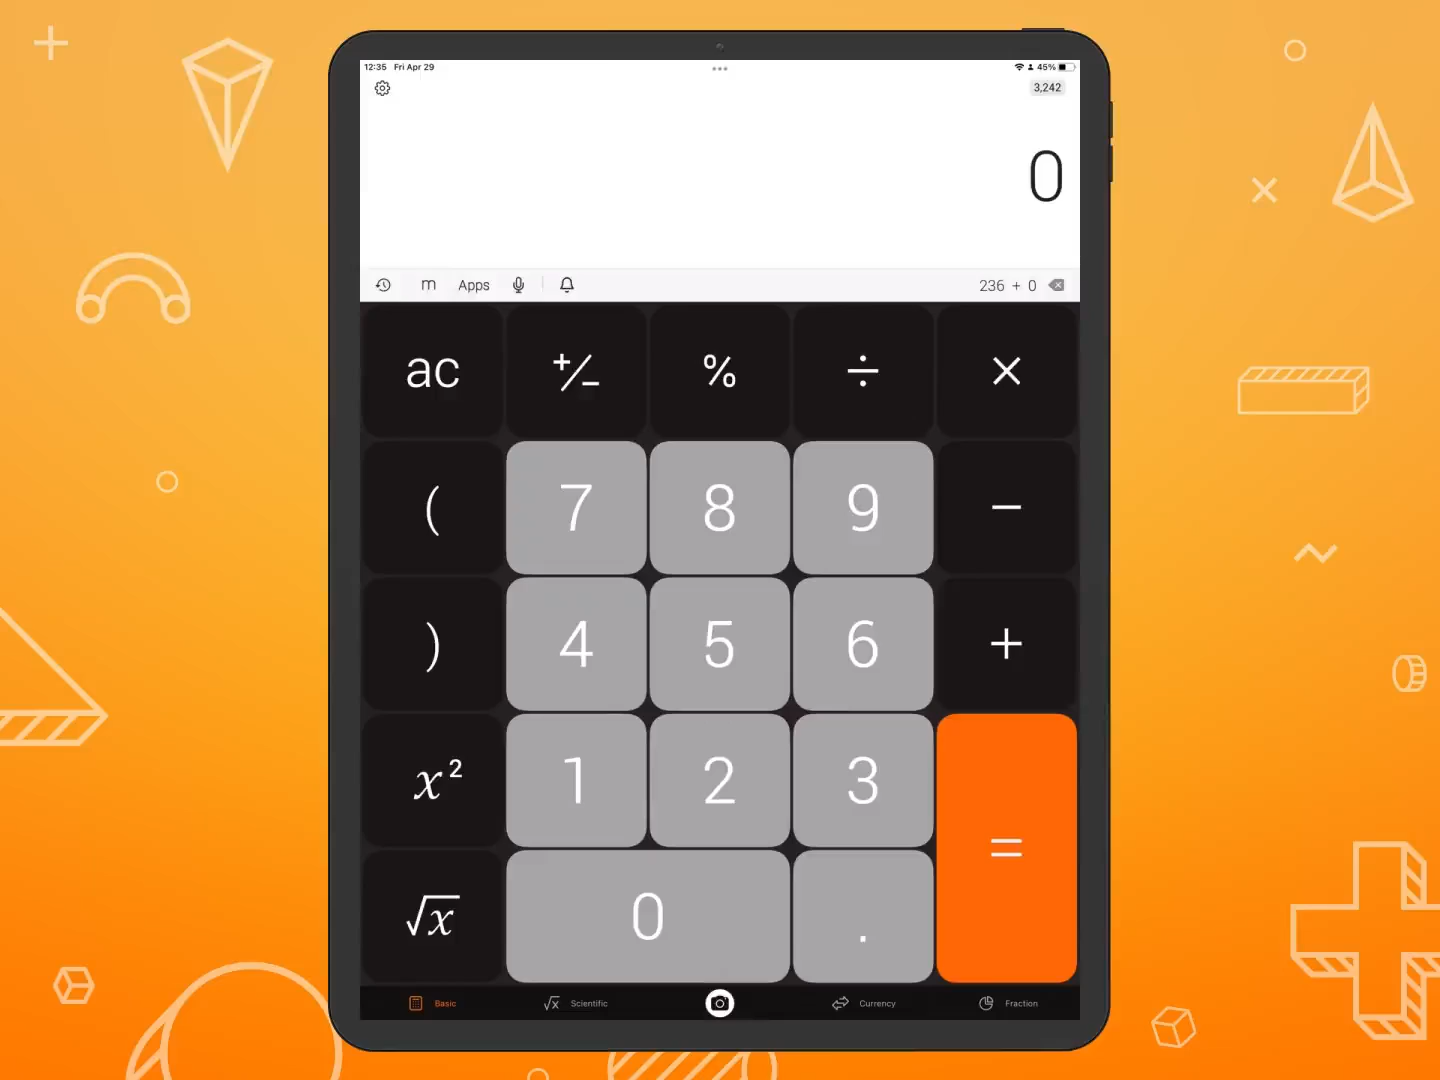 12:35 Fri Apr 29
45%
3,242
0
m Apps
236 + 0
ac +/− % ÷ ×
( 7 8 9 −
) 4 5 6 +
x² 1 2 3
=
√x 0 .
Basic √x Scientific Currency Fraction